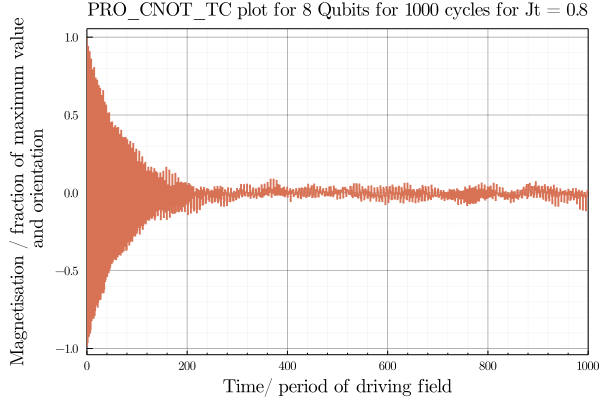 PRO_CNOT_TC plot for 8 Qubits for 1000 cycles for Jt = 0.8
Magnetisation / fraction of maximum value
and orientation
1.0
0.5
0.0
−0.5
−1.0
0 200 400 600 800 1000
Time/ period of driving field